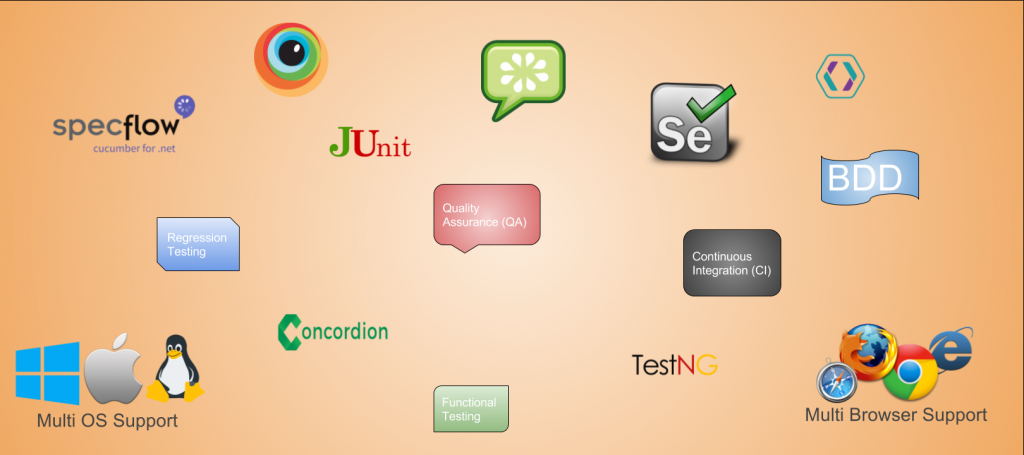 specflow
cucumber for .net
JUnit
Se
BDD
Quality
Assurance (QA)
Regression
Testing
Continuous
Integration (CI)
Concordion
TestNG
Functional
Testing
Multi OS Support
Multi Browser Support